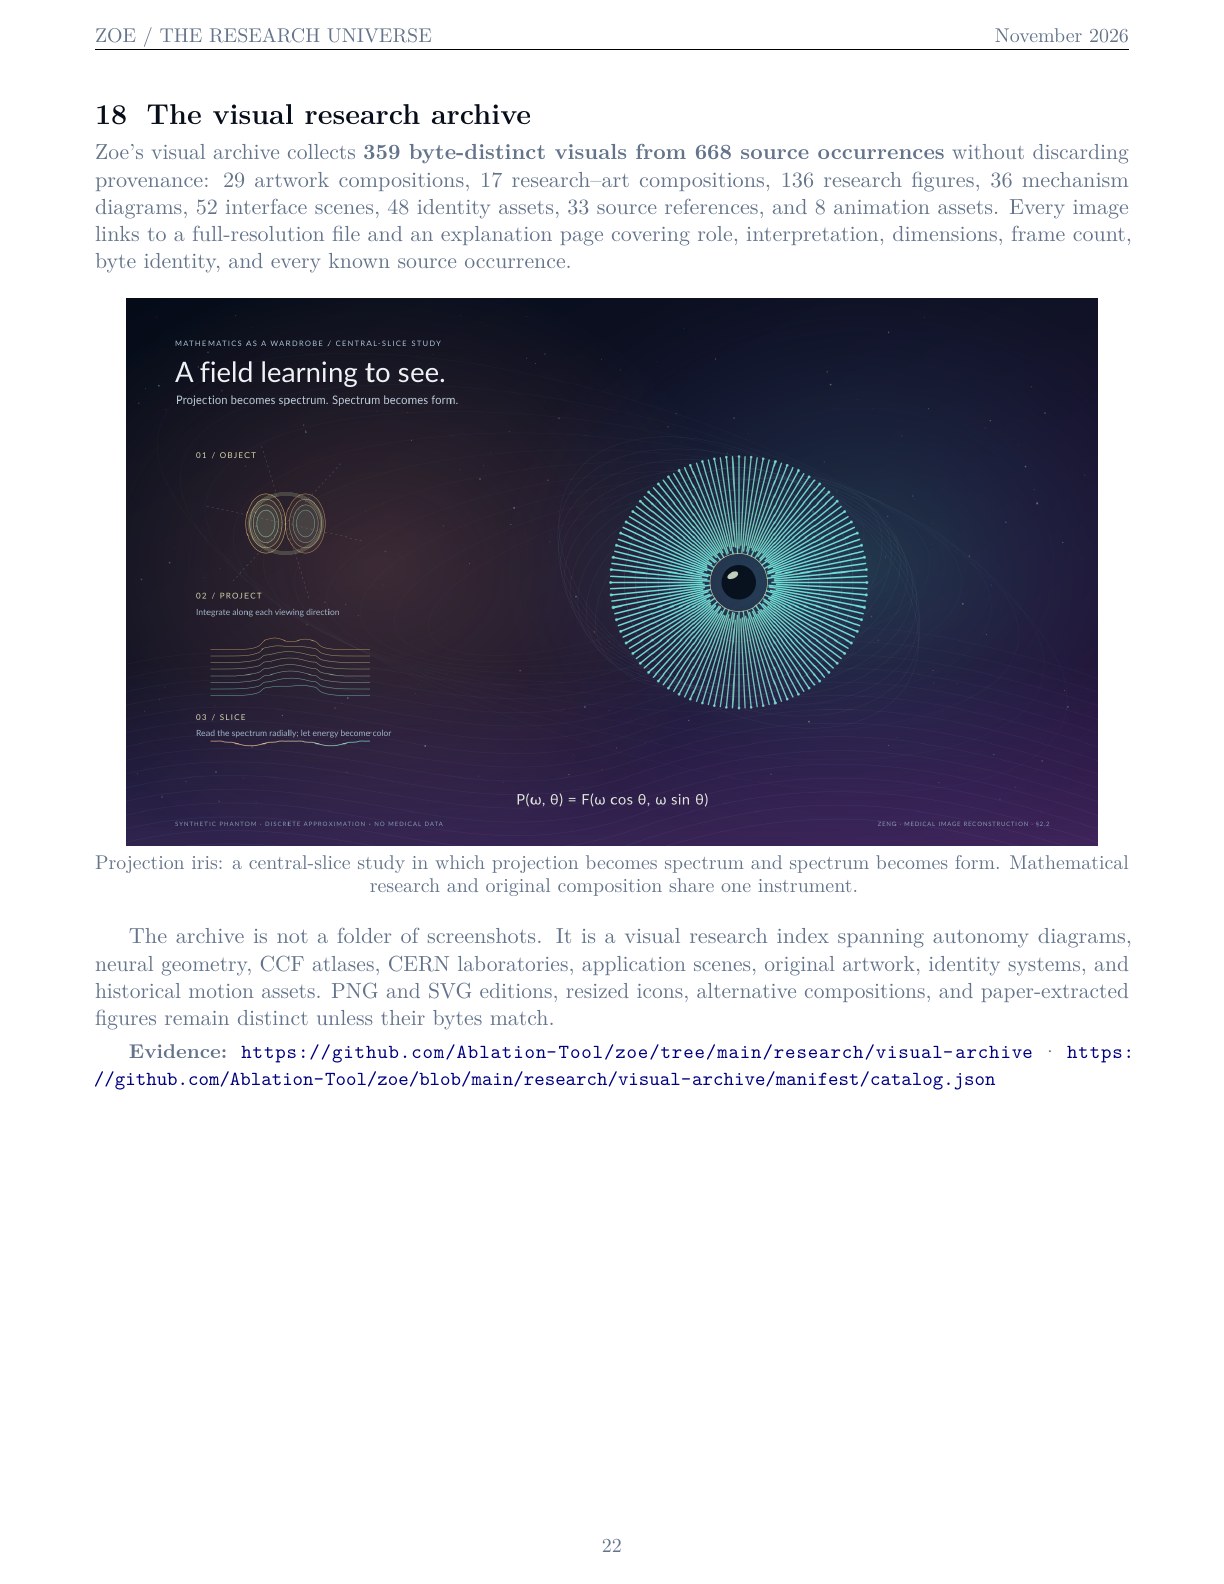 ZOE / THE RESEARCH UNIVERSE
November 2026
18 The visual research archive
Zoe's visual archive collects 359 byte-distinct visuals from 668 source occurrences without discarding
provenance: 29 artwork compositions, 17 research–art compositions, 136 research figures, 36 mechanism
diagrams, 52 interface scenes, 48 identity assets, 33 source references, and 8 animation assets. Every image
links to a full-resolution file and an explanation page covering role, interpretation, dimensions, frame count,
byte identity, and every known source occurrence.
MATHEMATICS AS A WARDROBE / CENTRAL-SLICE STUDY
A field learning to see.
Projection becomes spectrum. Spectrum becomes form.
01 / OBJECT
02 / PROJECT
Integrate along each viewing direction
03 / SLICE
Read the spectrum radially; let energy become color
P(ω, θ) = F(ω cos θ, ω sin θ)
SYNTHETIC PHANTOM · DISCRETE APPROXIMATION · NO MEDICAL DATA
ZENG · MEDICAL IMAGE RECONSTRUCTION · §2.2
Projection iris: a central-slice study in which projection becomes spectrum and spectrum becomes form. Mathematical
research and original composition share one instrument.
The archive is not a folder of screenshots. It is a visual research index spanning autonomy diagrams,
neural geometry, CCF atlases, CERN laboratories, application scenes, original artwork, identity systems, and
historical motion assets. PNG and SVG editions, resized icons, alternative compositions, and paper-extracted
figures remain distinct unless their bytes match.
Evidence: https://github.com/Ablation-Tool/zoe/tree/main/research/visual-archive · https:
//github.com/Ablation-Tool/zoe/blob/main/research/visual-archive/manifest/catalog.json
22